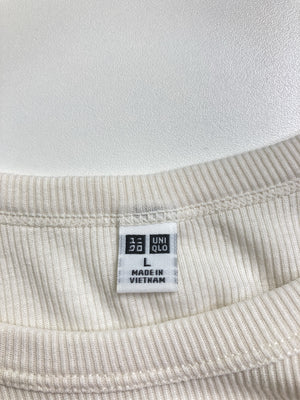 ユニ UNI
クロ QLO
L
MADE IN
VIETNAM